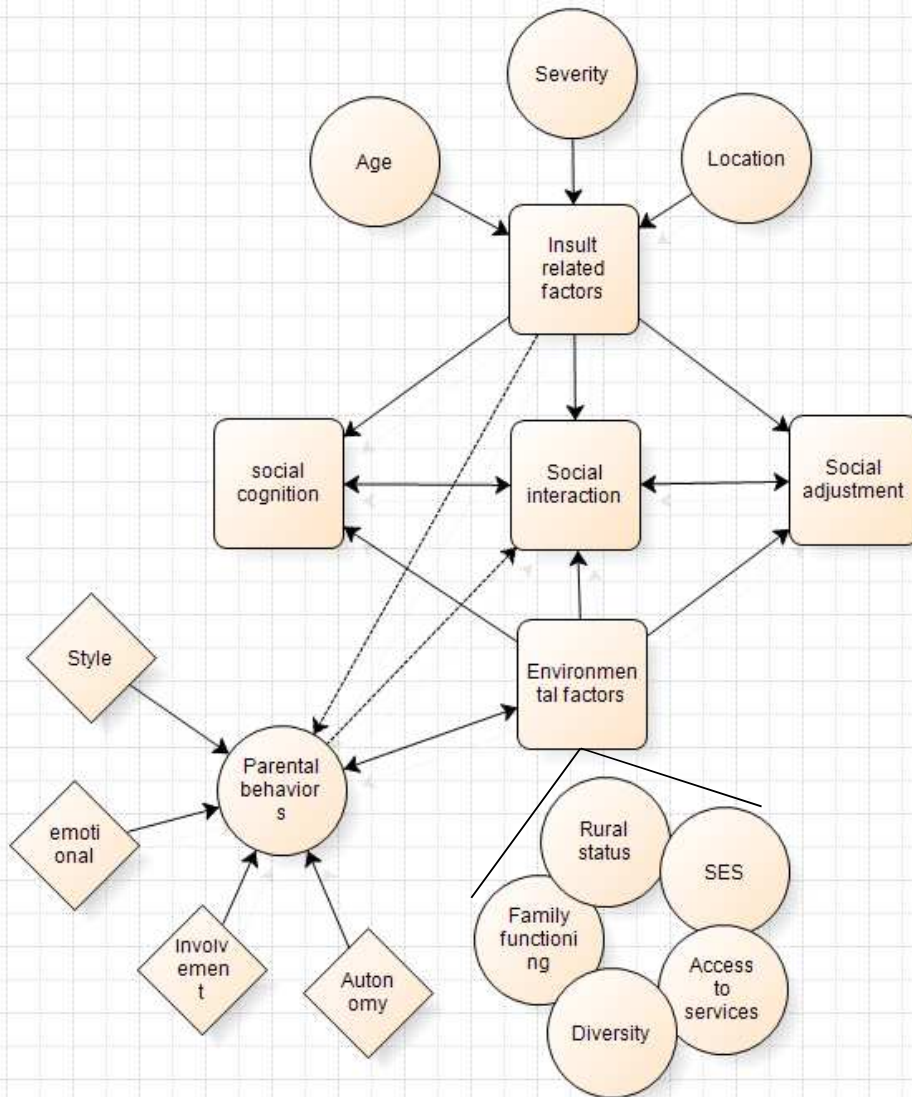 Severity
Age
Location
Insult
related
factors
social
cognition
Social
interaction
Social
adjustment
Style
Environmen
tal factors
Parental
behavior
s
emoti
onal
Rural
status
SES
Involv
emen
t
Family
functioni
ng
Auton
omy
Access
to
services
Diversity